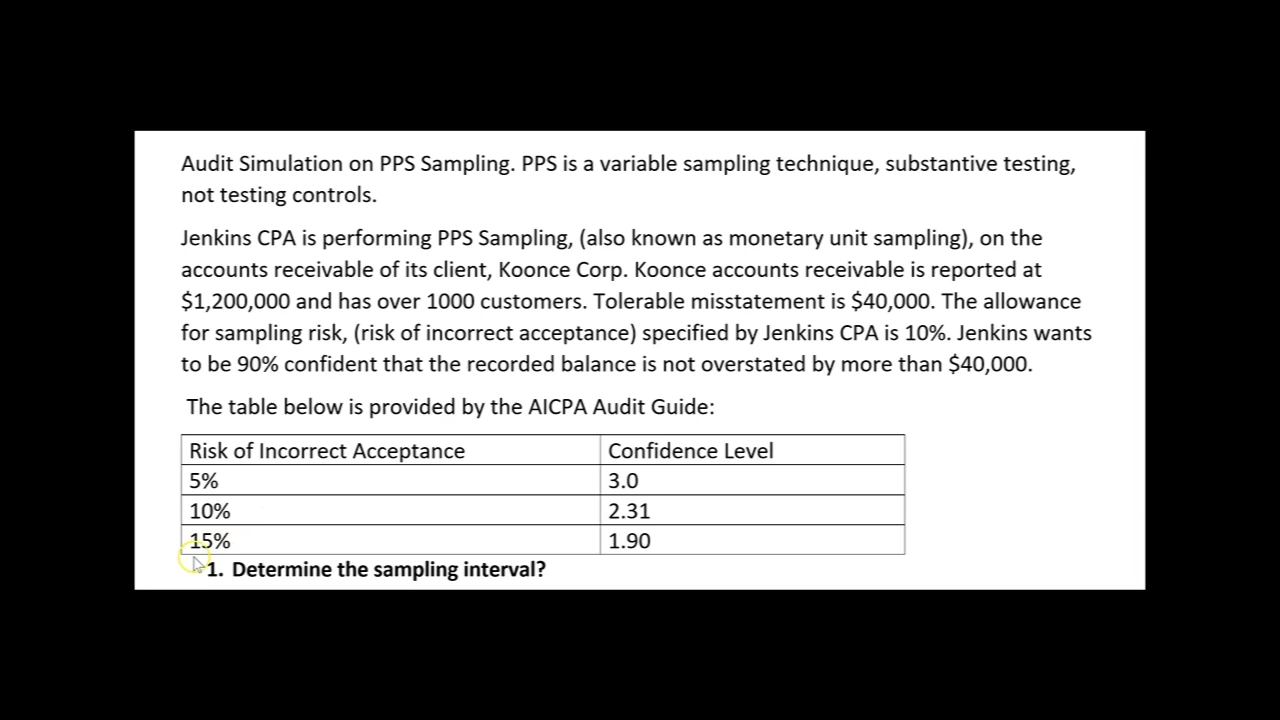 Audit Simulation on PPS Sampling. PPS is a variable sampling technique, substantive testing,
not testing controls.
Jenkins CPA is performing PPS Sampling, (also known as monetary unit sampling), on the
accounts receivable of its client, Koonce Corp. Koonce accounts receivable is reported at
$1,200,000 and has over 1000 customers. Tolerable misstatement is $40,000. The allowance
for sampling risk, (risk of incorrect acceptance) specified by Jenkins CPA is 10%. Jenkins wants
to be 90% confident that the recorded balance is not overstated by more than $40,000.
The table below is provided by the AICPA Audit Guide:
Risk of Incorrect Acceptance Confidence Level
5% 3.0
10% 2.31
15% 1.90
1. Determine the sampling interval?